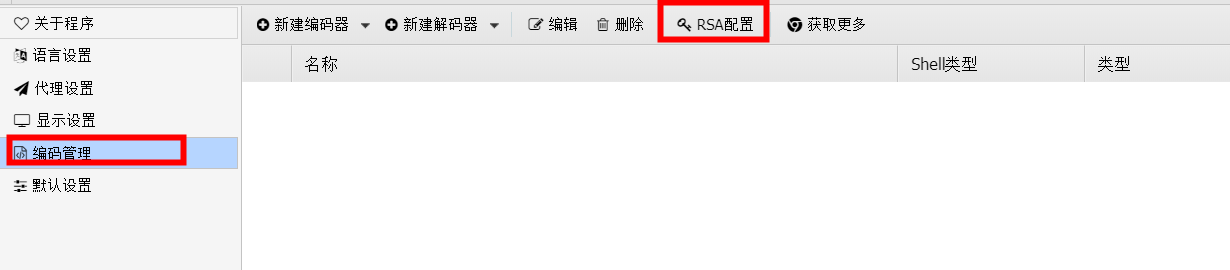 关于程序
语言设置
代理设置
显示设置
编码管理
默认设置
新建编码器 新建解码器 编辑 删除 RSA配置 获取更多
名称 Shell类型 类型